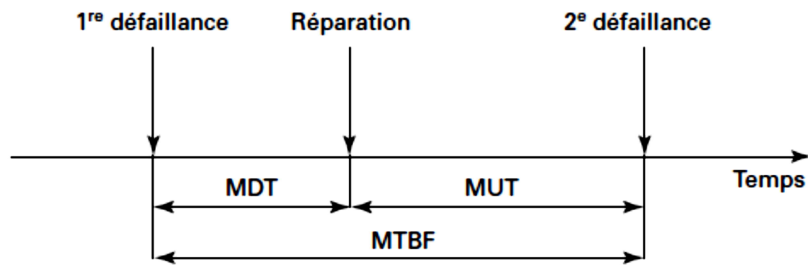 1re défaillance
Réparation
2e défaillance
Temps
MDT
MUT
MTBF